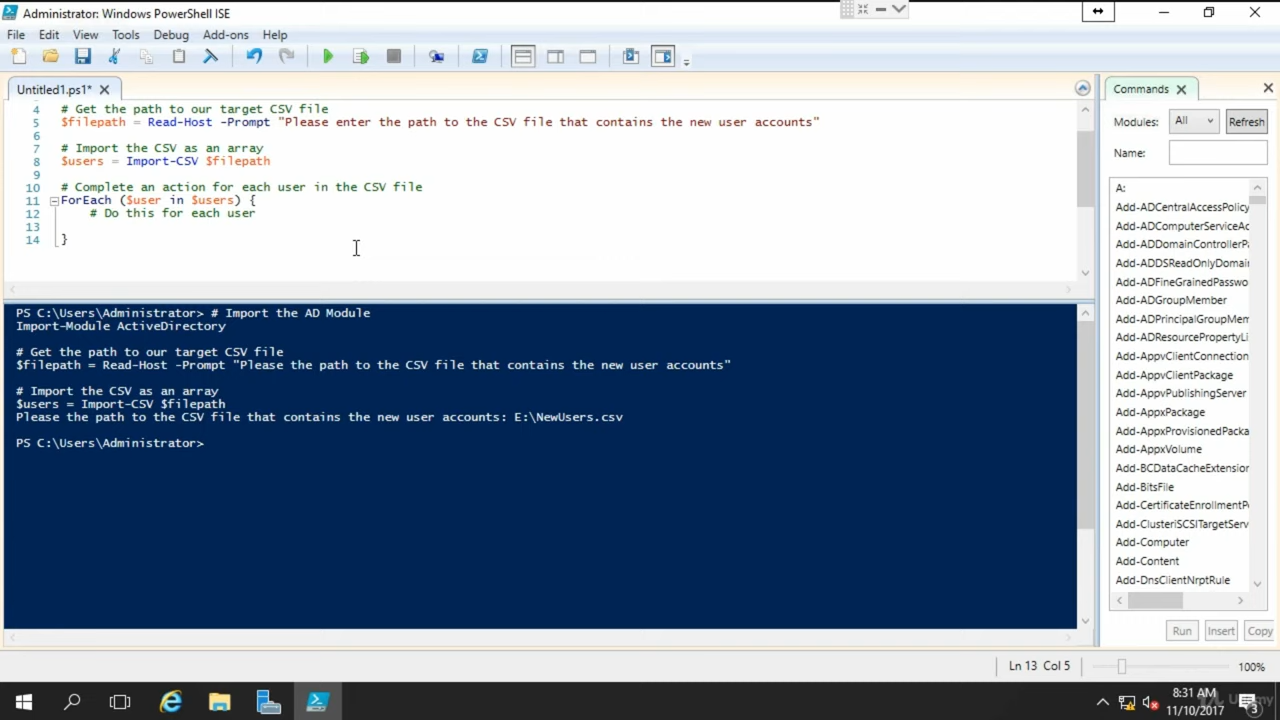 Administrator: Windows PowerShell ISE
File Edit View Tools Debug Add-ons Help
Untitled1.ps1*
4 # Get the path to our target CSV file
5 $filepath = Read-Host -Prompt "Please enter the path to the CSV file that contains the new user accounts"
6
7 # Import the CSV as an array
8 $users = Import-CSV $filepath
9
10 # Complete an action for each user in the CSV file
11 ForEach ($user in $users) {
12 # Do this for each user
13
14 }
PS C:\Users\Administrator> # Import the AD Module
Import-Module ActiveDirectory
# Get the path to our target CSV file
$filepath = Read-Host -Prompt "Please the path to the CSV file that contains the new user accounts"
# Import the CSV as an array
$users = Import-CSV $filepath
Please the path to the CSV file that contains the new user accounts: E:\NewUsers.csv
PS C:\Users\Administrator>
Commands
Modules: All Refresh
Name:
A:
Add-ADCentralAccessPolicy
Add-ADComputerServiceAc
Add-ADDomainControllerPa
Add-ADDSReadOnlyDomai
Add-ADFineGrainedPasswo
Add-ADGroupMember
Add-ADPrincipalGroupMem
Add-ADResourcePropertyLi
Add-AppvClientConnection
Add-AppvClientPackage
Add-AppvPublishingServer
Add-AppxPackage
Add-AppxProvisionedPacka
Add-AppxVolume
Add-BCDataCacheExtension
Add-BitsFile
Add-CertificateEnrollmentPo
Add-ClusteriSCSITargetServ
Add-Computer
Add-Content
Add-DnsClientNrptRule
Run Insert Copy
Ln 13 Col 5 100%
8:31 AM
11/10/2017
3